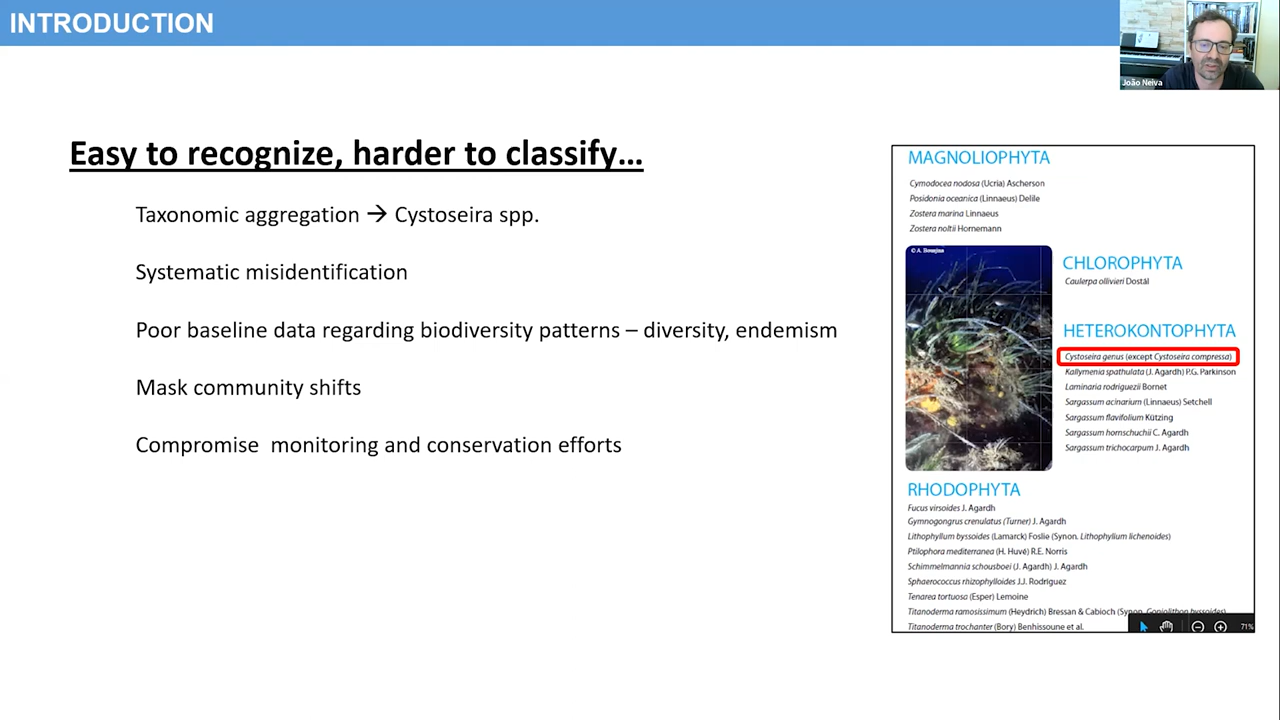 INTRODUCTION
João Neiva
Easy to recognize, harder to classify...
Taxonomic aggregation → Cystoseira spp.
Systematic misidentification
Poor baseline data regarding biodiversity patterns – diversity, endemism
Mask community shifts
Compromise monitoring and conservation efforts
MAGNOLIOPHYTA
Cymodocea nodosa (Ucria) Ascherson
Posidonia oceanica (Linnaeus) Delile
Zostera marina Linnaeus
Zostera noltii Hornemann
CHLOROPHYTA
Caulerpa ollivieri Dostál
HETEROKONTOPHYTA
Cystoseira genus (except Cystoseira compressa)
Kallymenia spathulata (J. Agardh) P.G. Parkinson
Laminaria rodriguezii Bornet
Sargassum acinarium (Linnaeus) Setchell
Sargassum flavifolium Kützing
Sargassum hornschuchii C. Agardh
Sargassum trichocarpum J. Agardh
RHODOPHYTA
Fucus virsoides J. Agardh
Gymnogongrus crenulatus (Turner) J. Agardh
Lithophyllum byssoides (Lamarck) Foslie (Synon. Lithophyllum lichenoides)
Ptilophora mediterranea (H. Huvé) R.E. Norris
Schimmelmannia schousboei (J. Agardh) J. Agardh
Sphaerococcus rhizophylloides J.J. Rodríguez
Tenarea tortuosa (Esper) Lemoine
Titanoderma ramosissimum (Heydrich) Bressan & Cabioch (Synon. Goniolithon byssoides)
Titanoderma trochanter (Bory) Benhissoune et al.
71%